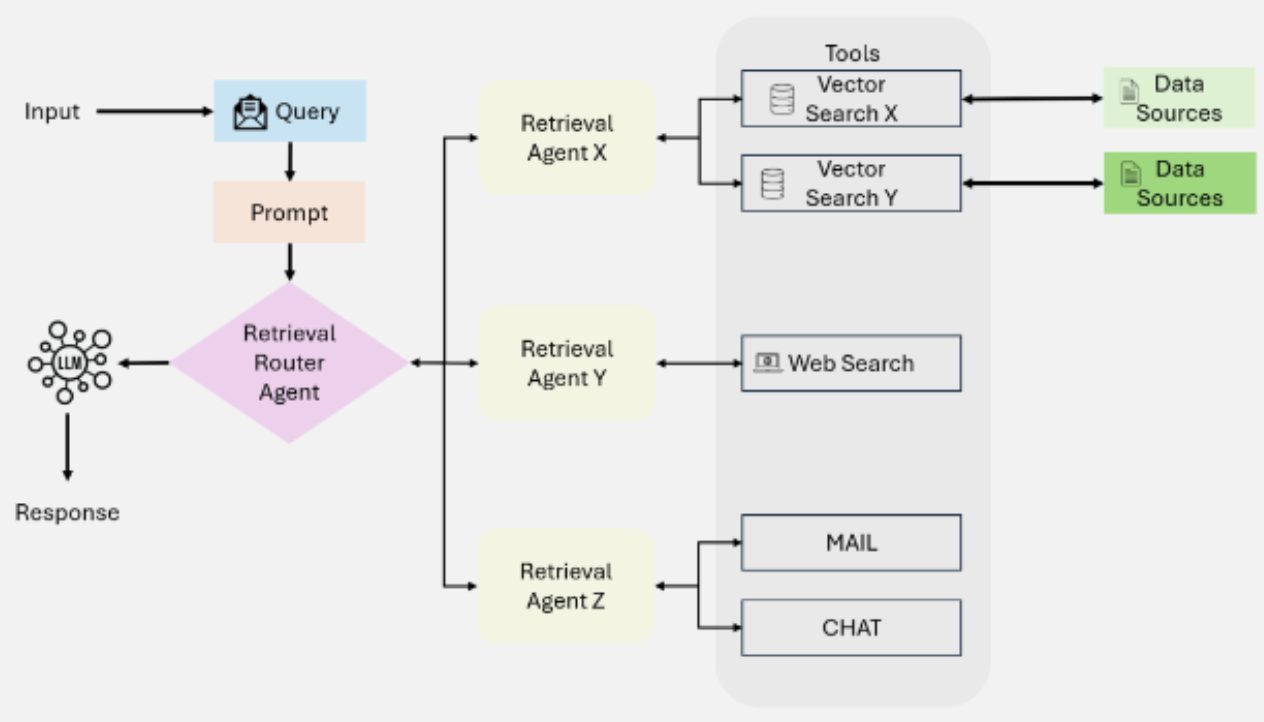 Tools
Input
Query
Prompt
Retrieval
Router
Agent
LLM
Response
Retrieval
Agent X
Retrieval
Agent Y
Retrieval
Agent Z
Vector
Search X
Vector
Search Y
Web Search
MAIL
CHAT
Data
Sources
Data
Sources